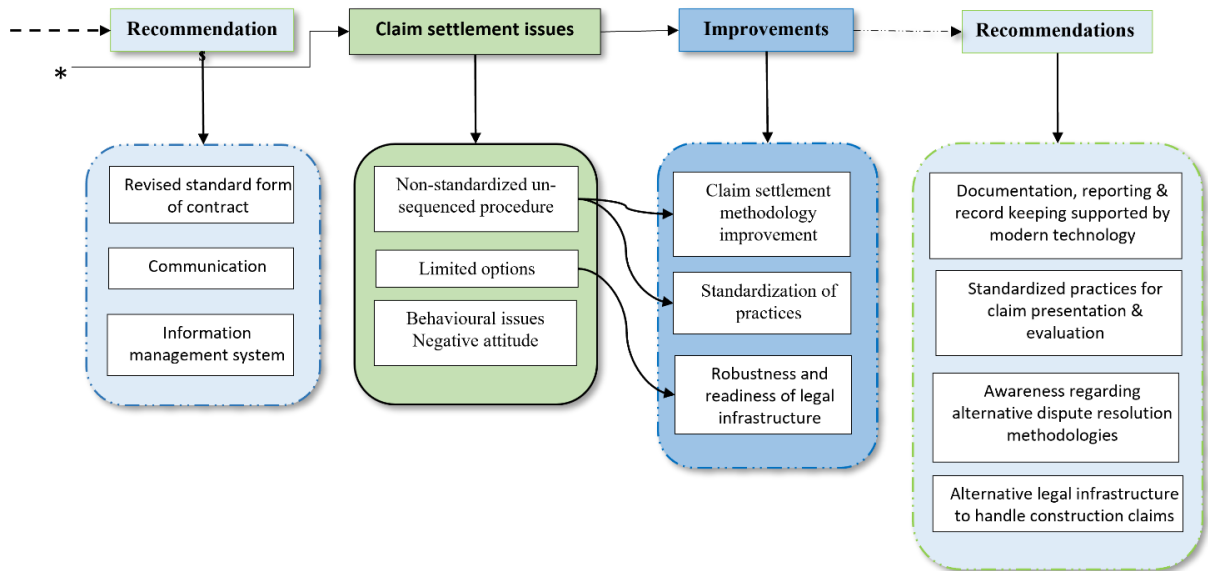 Recommendation
s
Claim settlement issues
Improvements
Recommendations
*
Revised standard form
of contract
Communication
Information
management system
Non-standardized un-
sequenced procedure
Limited options
Behavioural issues
Negative attitude
Claim settlement
methodology
improvement
Standardization of
practices
Robustness and
readiness of legal
infrastructure
Documentation, reporting &
record keeping supported by
modern technology
Standardized practices for
claim presentation &
evaluation
Awareness regarding
alternative dispute resolution
methodologies
Alternative legal infrastructure
to handle construction claims